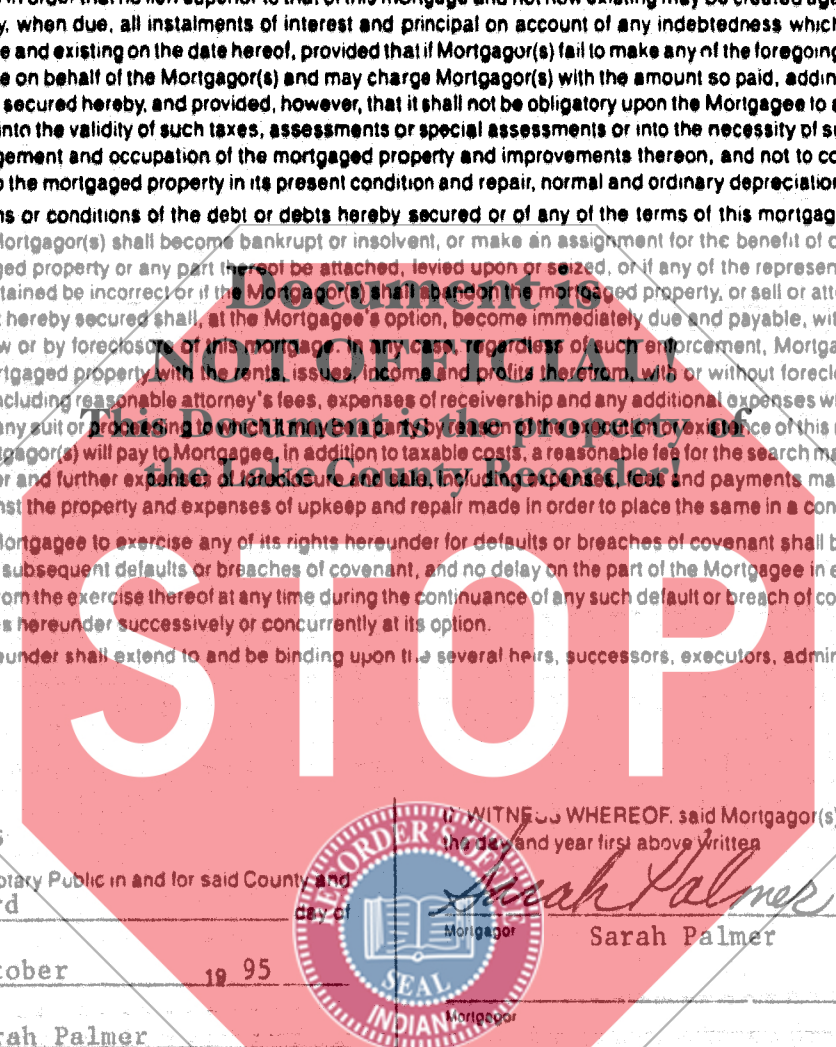 y, when due, all instalments of interest and principal on account of any indebtedness which
e and existing on the date hereof, provided that if Mortgagor(s) fail to make any of the foregoing
e on behalf of the Mortgagor(s) and may charge Mortgagor(s) with the amount so paid, addin
secured hereby, and provided, however, that it shall not be obligatory upon the Mortgagee to
into the validity of such taxes, assessments or special assessments or into the necessity of su
gement and occupation of the mortgaged property and improvements thereon, and not to co
o the mortgaged property in its present condition and repair, normal and ordinary depreciation
ns or conditions of the debt or debts hereby secured or of any of the terms of this mortgag
Mortgagor(s) shall become bankrupt or insolvent, or make an assignment for the benefit of c
ged property or any part thereof be attached, levied upon or seized, or if any of the represen
tained be incorrect or if the Mortgagor(s) shall abandon the mortgaged property, or sell or att
Document is
t hereby secured shall, at the Mortgagee's option, become immediately due and payable, wit
w or by foreclosure of this mortgage. In any case, regardless of such enforcement, Mortga
NOT OFFICIAL!
rtgaged property with the rents, issues, income and profits therefrom, with or without forecl
ncluding reasonable attorney's fees, expenses of receivership and any additional expenses w
any suit or proceeding to which it may be a party by reason of the execution or existence of this
This Document is the property of
tgagor(s) will pay to Mortgagee, in addition to taxable costs, a reasonable fee for the search ma
the Lake County Recorder!
er and further expenses of foreclosure and sale, including expenses, fees and payments ma
nst the property and expenses of upkeep and repair made in order to place the same in a con
Mortgagee to exercise any of its rights hereunder for defaults or breaches of covenant shall b
subsequent defaults or breaches of covenant, and no delay on the part of the Mortgagee in e
rom the exercise thereof at any time during the continuance of any such default or breach of co
s hereunder successively or concurrently at its option.
eunder shall extend to and be binding upon the several heirs, successors, executors, admin
STOP
WITNESS WHEREOF, said Mortgagor(s)
the day and year first above written
otary Public in and for said County and
rd
day of
Sarah Palmer
Mortgagor
Sarah Palmer
tober 19 95
RECORDER'S OFFICE
SEAL
INDIANA
Mortgagor
rah Palmer